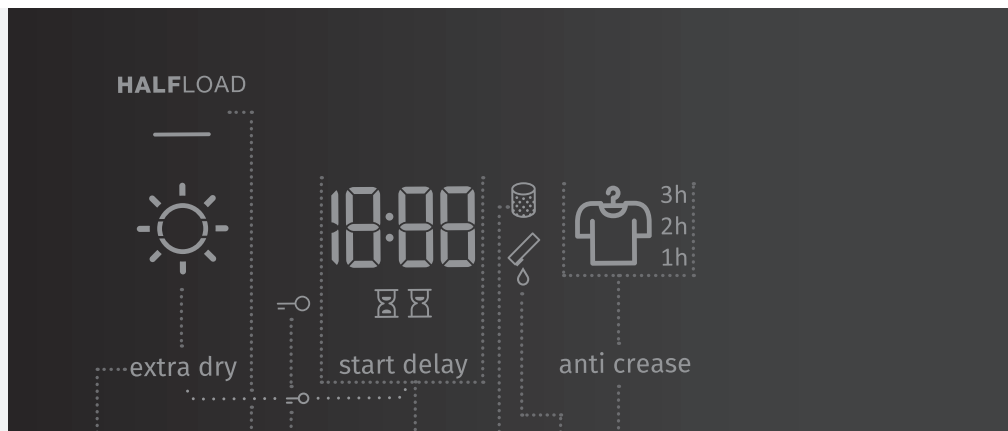 HALFLOAD
18:88
3h
2h
1h
extra dry
start delay
anti crease